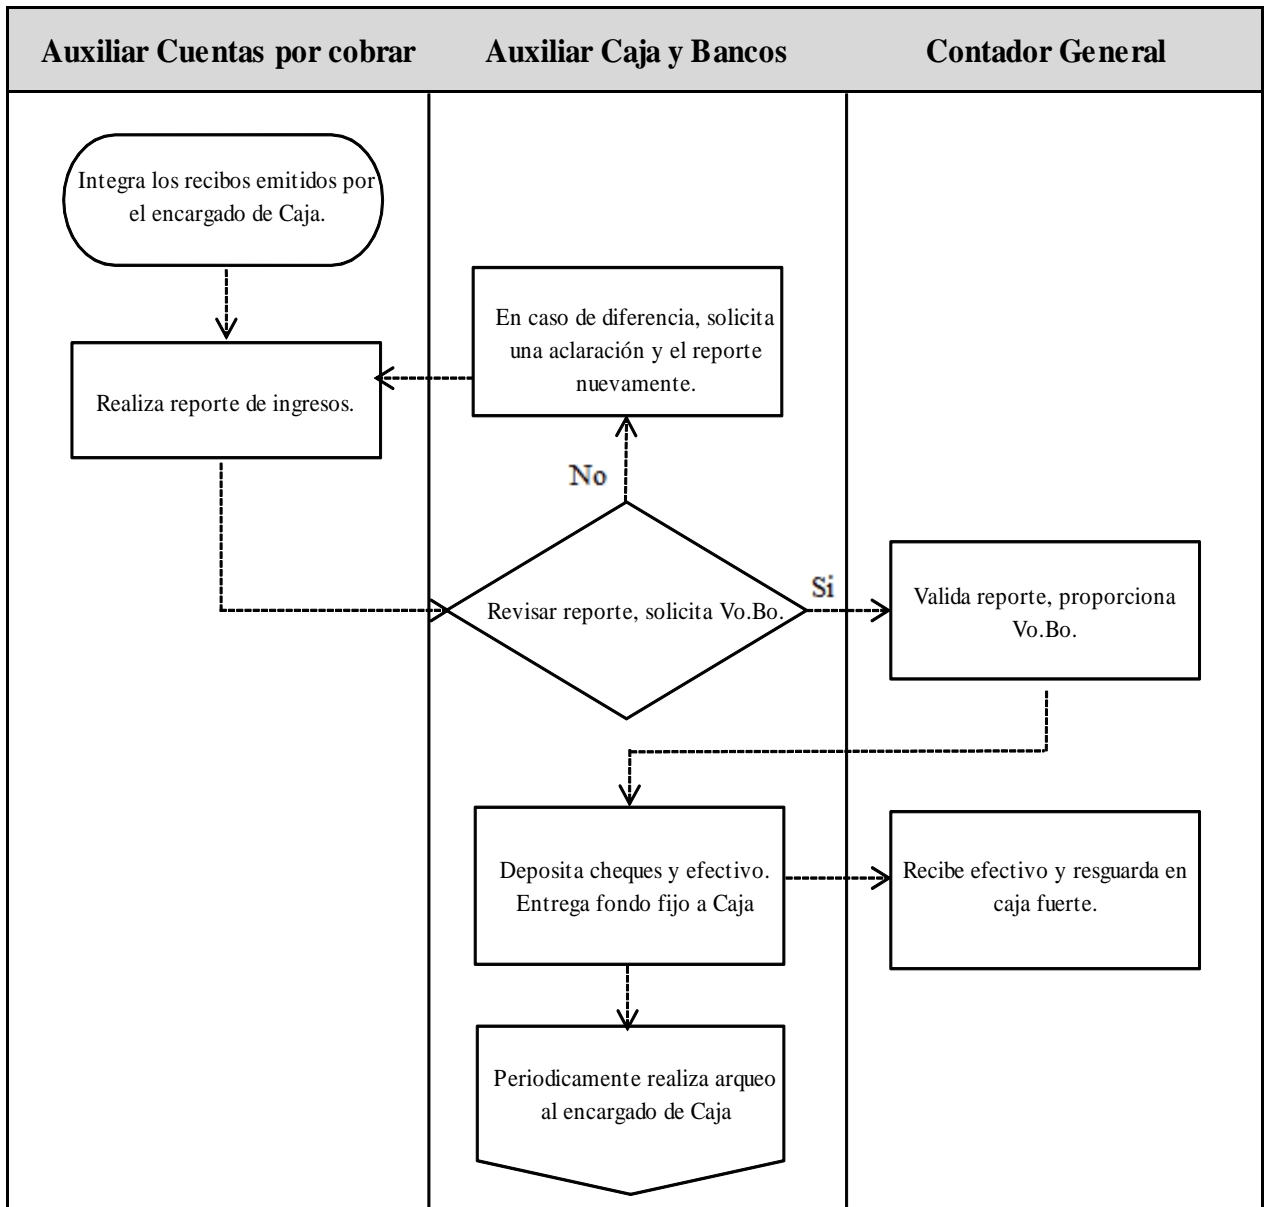 Auxiliar Cuentas por cobrar
Auxiliar Caja y Bancos
Contador General
Integra los recibos emitidos por
el encargado de Caja.
En caso de diferencia, solicita
una aclaración y el reporte
nuevamente.
Realiza reporte de ingresos.
No
Revisar reporte, solicita Vo.Bo.
Si
Valida reporte, proporciona
Vo.Bo.
Deposita cheques y efectivo.
Entrega fondo fijo a Caja
Recibe efectivo y resguarda en
caja fuerte.
Periodicamente realiza arqueo
al encargado de Caja